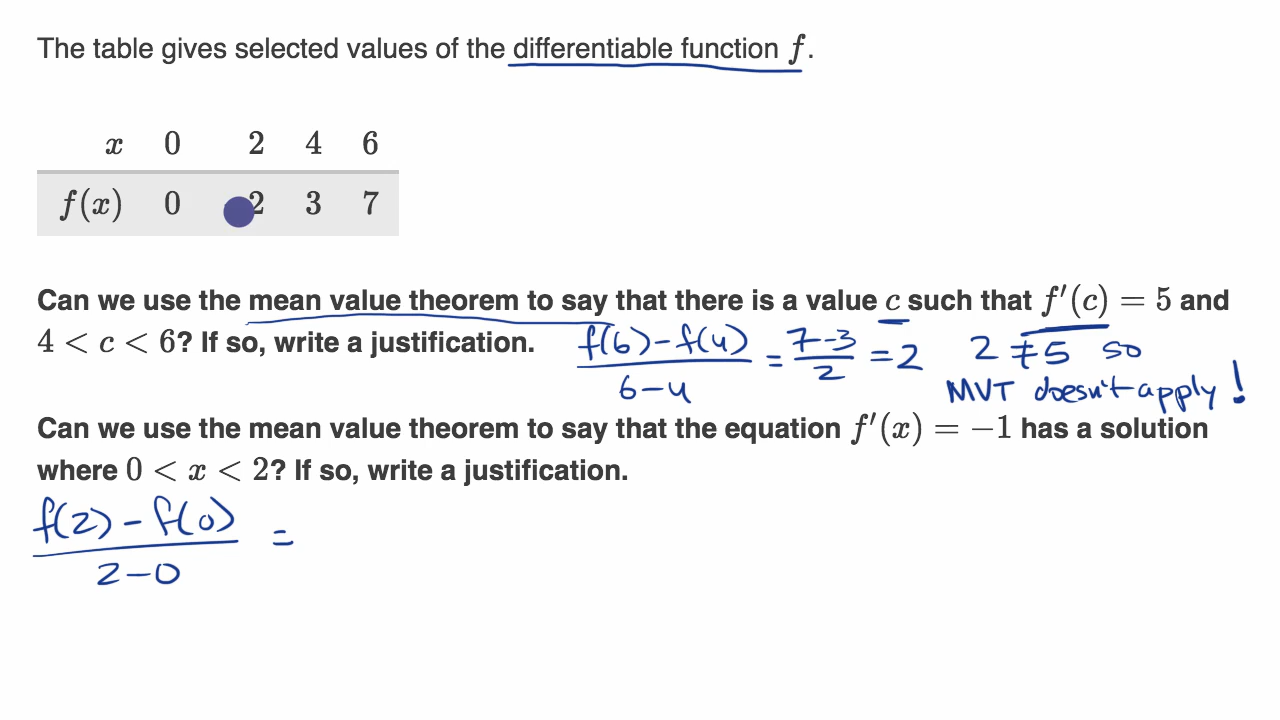 The table gives selected values of the differentiable function f.
x 0 2 4 6
f(x) 0 2 3 7
Can we use the mean value theorem to say that there is a value c such that f′(c) = 5 and
4 < c < 6? If so, write a justification.
f(6)-f(4)
6-4
= 7-3
2
= 2
2 ≠ 5 so
MVT doesn't apply!
Can we use the mean value theorem to say that the equation f′(x) = −1 has a solution
where 0 < x < 2? If so, write a justification.
f(2) - f(0)
2-0
=